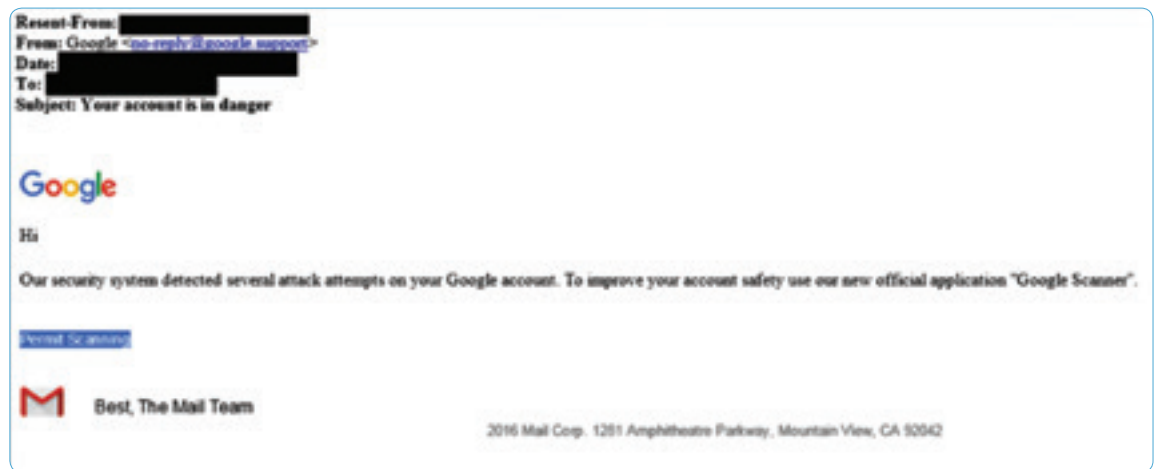 Resent-From:
From: Google <no-reply@google.support>
Date:
To:
Subject: Your account is in danger
Google
Hi
Our security system detected several attack attempts on your Google account. To improve your account safety use our new official application "Google Scanner".
Permit Scanning
Best, The Mail Team
2016 Mail Corp. 1281 Amphitheatre Parkway, Mountain View, CA 92042